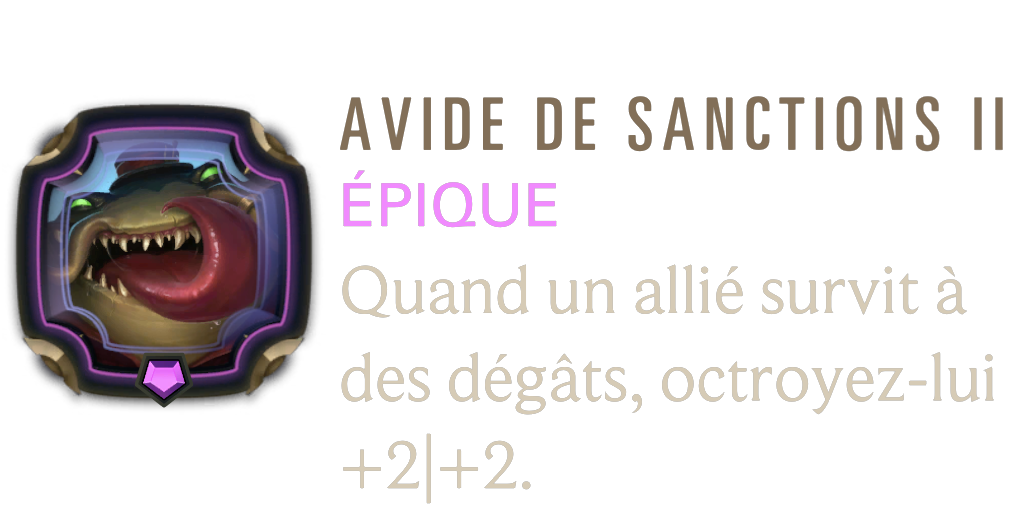 AVIDE DE SANCTIONS II
ÉPIQUE
Quand un allié survit à
des dégâts, octroyez-lui
+2|+2.